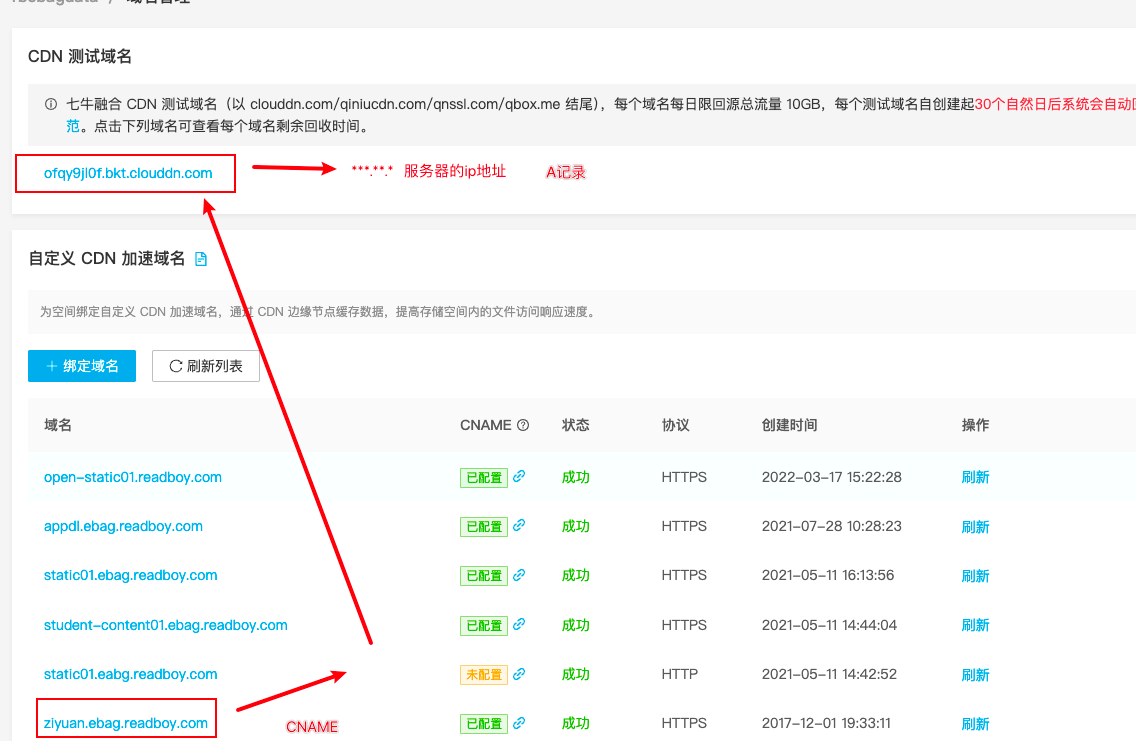 域名管理
CDN 测试域名
七牛融合 CDN 测试域名（以 clouddn.com/qiniucdn.com/qnssl.com/qbox.me 结尾），每个域名每日限回源总流量 10GB，每个测试域名自创建起30个自然日后系统会自动
范。点击下列域名可查看每个域名剩余回收时间。
ofqy9jl0f.bkt.clouddn.com ***.**.* 服务器的ip地址 A记录
自定义 CDN 加速域名
为空间绑定自定义 CDN 加速域名，通过 CDN 边缘节点缓存数据，提高存储空间内的文件访问响应速度。
+ 绑定域名 刷新列表
域名 CNAME 状态 协议 创建时间 操作
open-static01.readboy.com 已配置 成功 HTTPS 2022-03-17 15:22:28 刷新
appdl.ebag.readboy.com 已配置 成功 HTTPS 2021-07-28 10:28:23 刷新
static01.ebag.readboy.com 已配置 成功 HTTPS 2021-05-11 16:13:56 刷新
student-content01.ebag.readboy.com 已配置 成功 HTTPS 2021-05-11 14:44:04 刷新
static01.eabg.readboy.com 未配置 成功 HTTP 2021-05-11 14:42:52 刷新
ziyuan.ebag.readboy.com CNAME 已配置 成功 HTTPS 2017-12-01 19:33:11 刷新